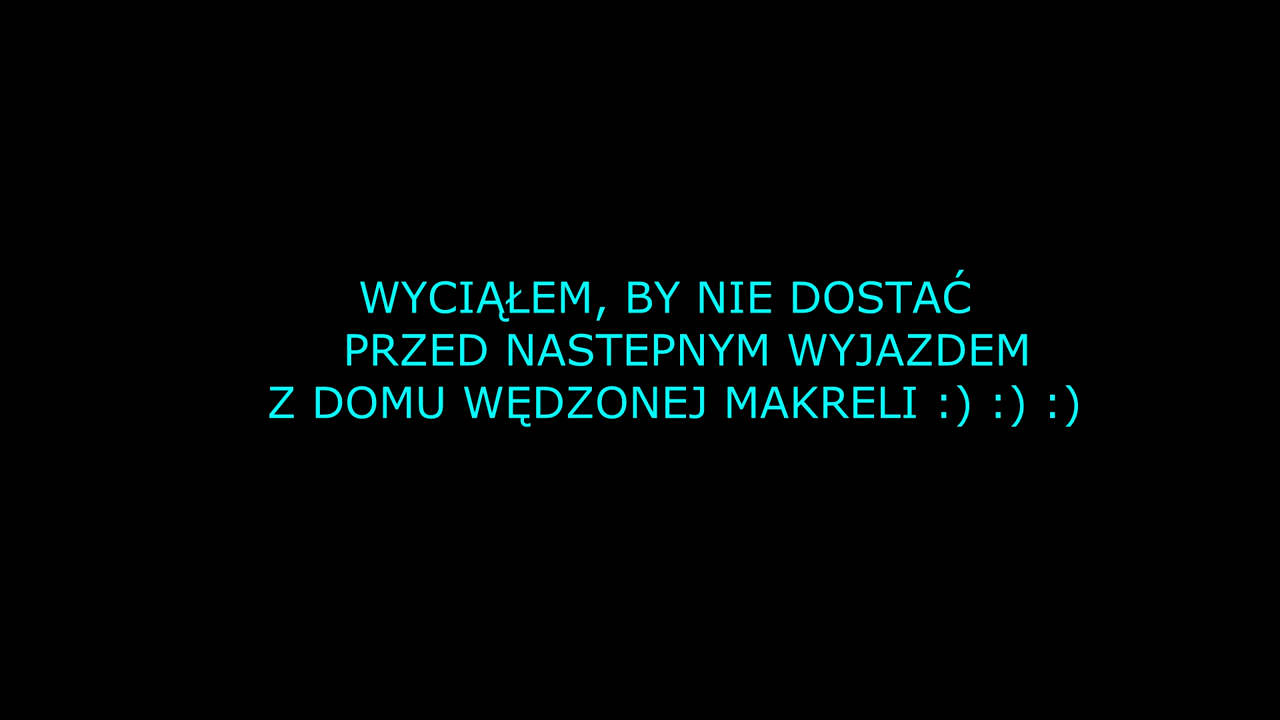 WYCIĄŁEM, BY NIE DOSTAĆ
PRZED NASTEPNYM WYJAZDEM
Z DOMU WĘDZONEJ MAKRELI :) :) :)